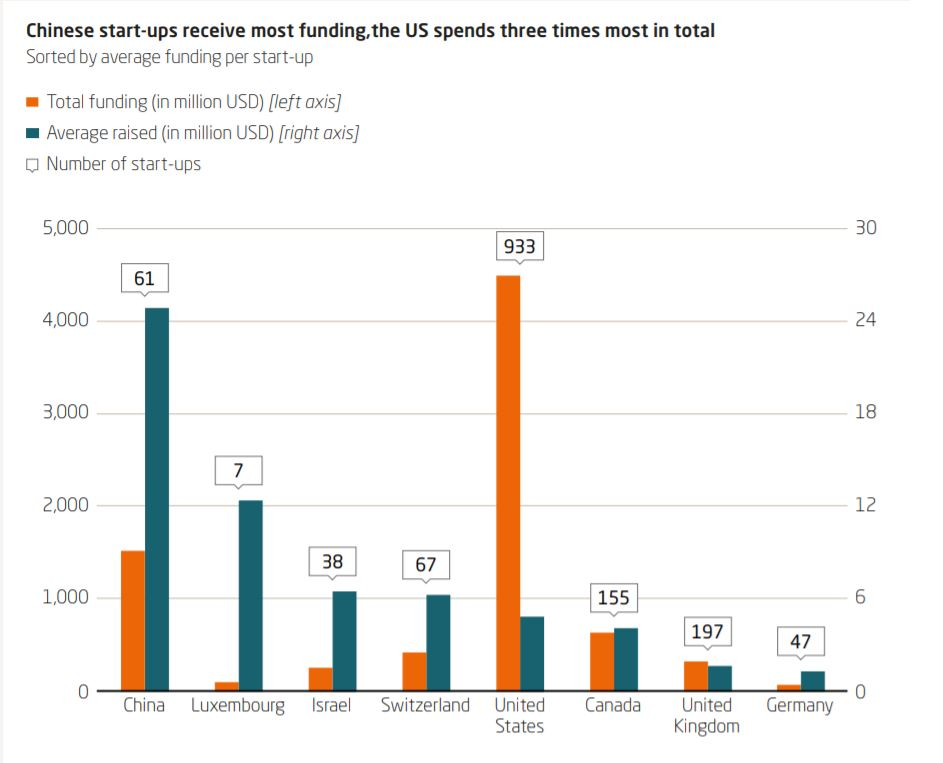 Chinese start-ups receive most funding,the US spends three times most in total
Sorted by average funding per start-up
Total funding (in million USD) [left axis]
Average raised (in million USD) [right axis]
Number of start-ups
5,000
30
933
61
4,000
24
3,000
18
7
2,000
12
38
67
1,000
155
6
197
47
0
0
China
Luxembourg
Israel
Switzerland
United
States
Canada
United
Kingdom
Germany